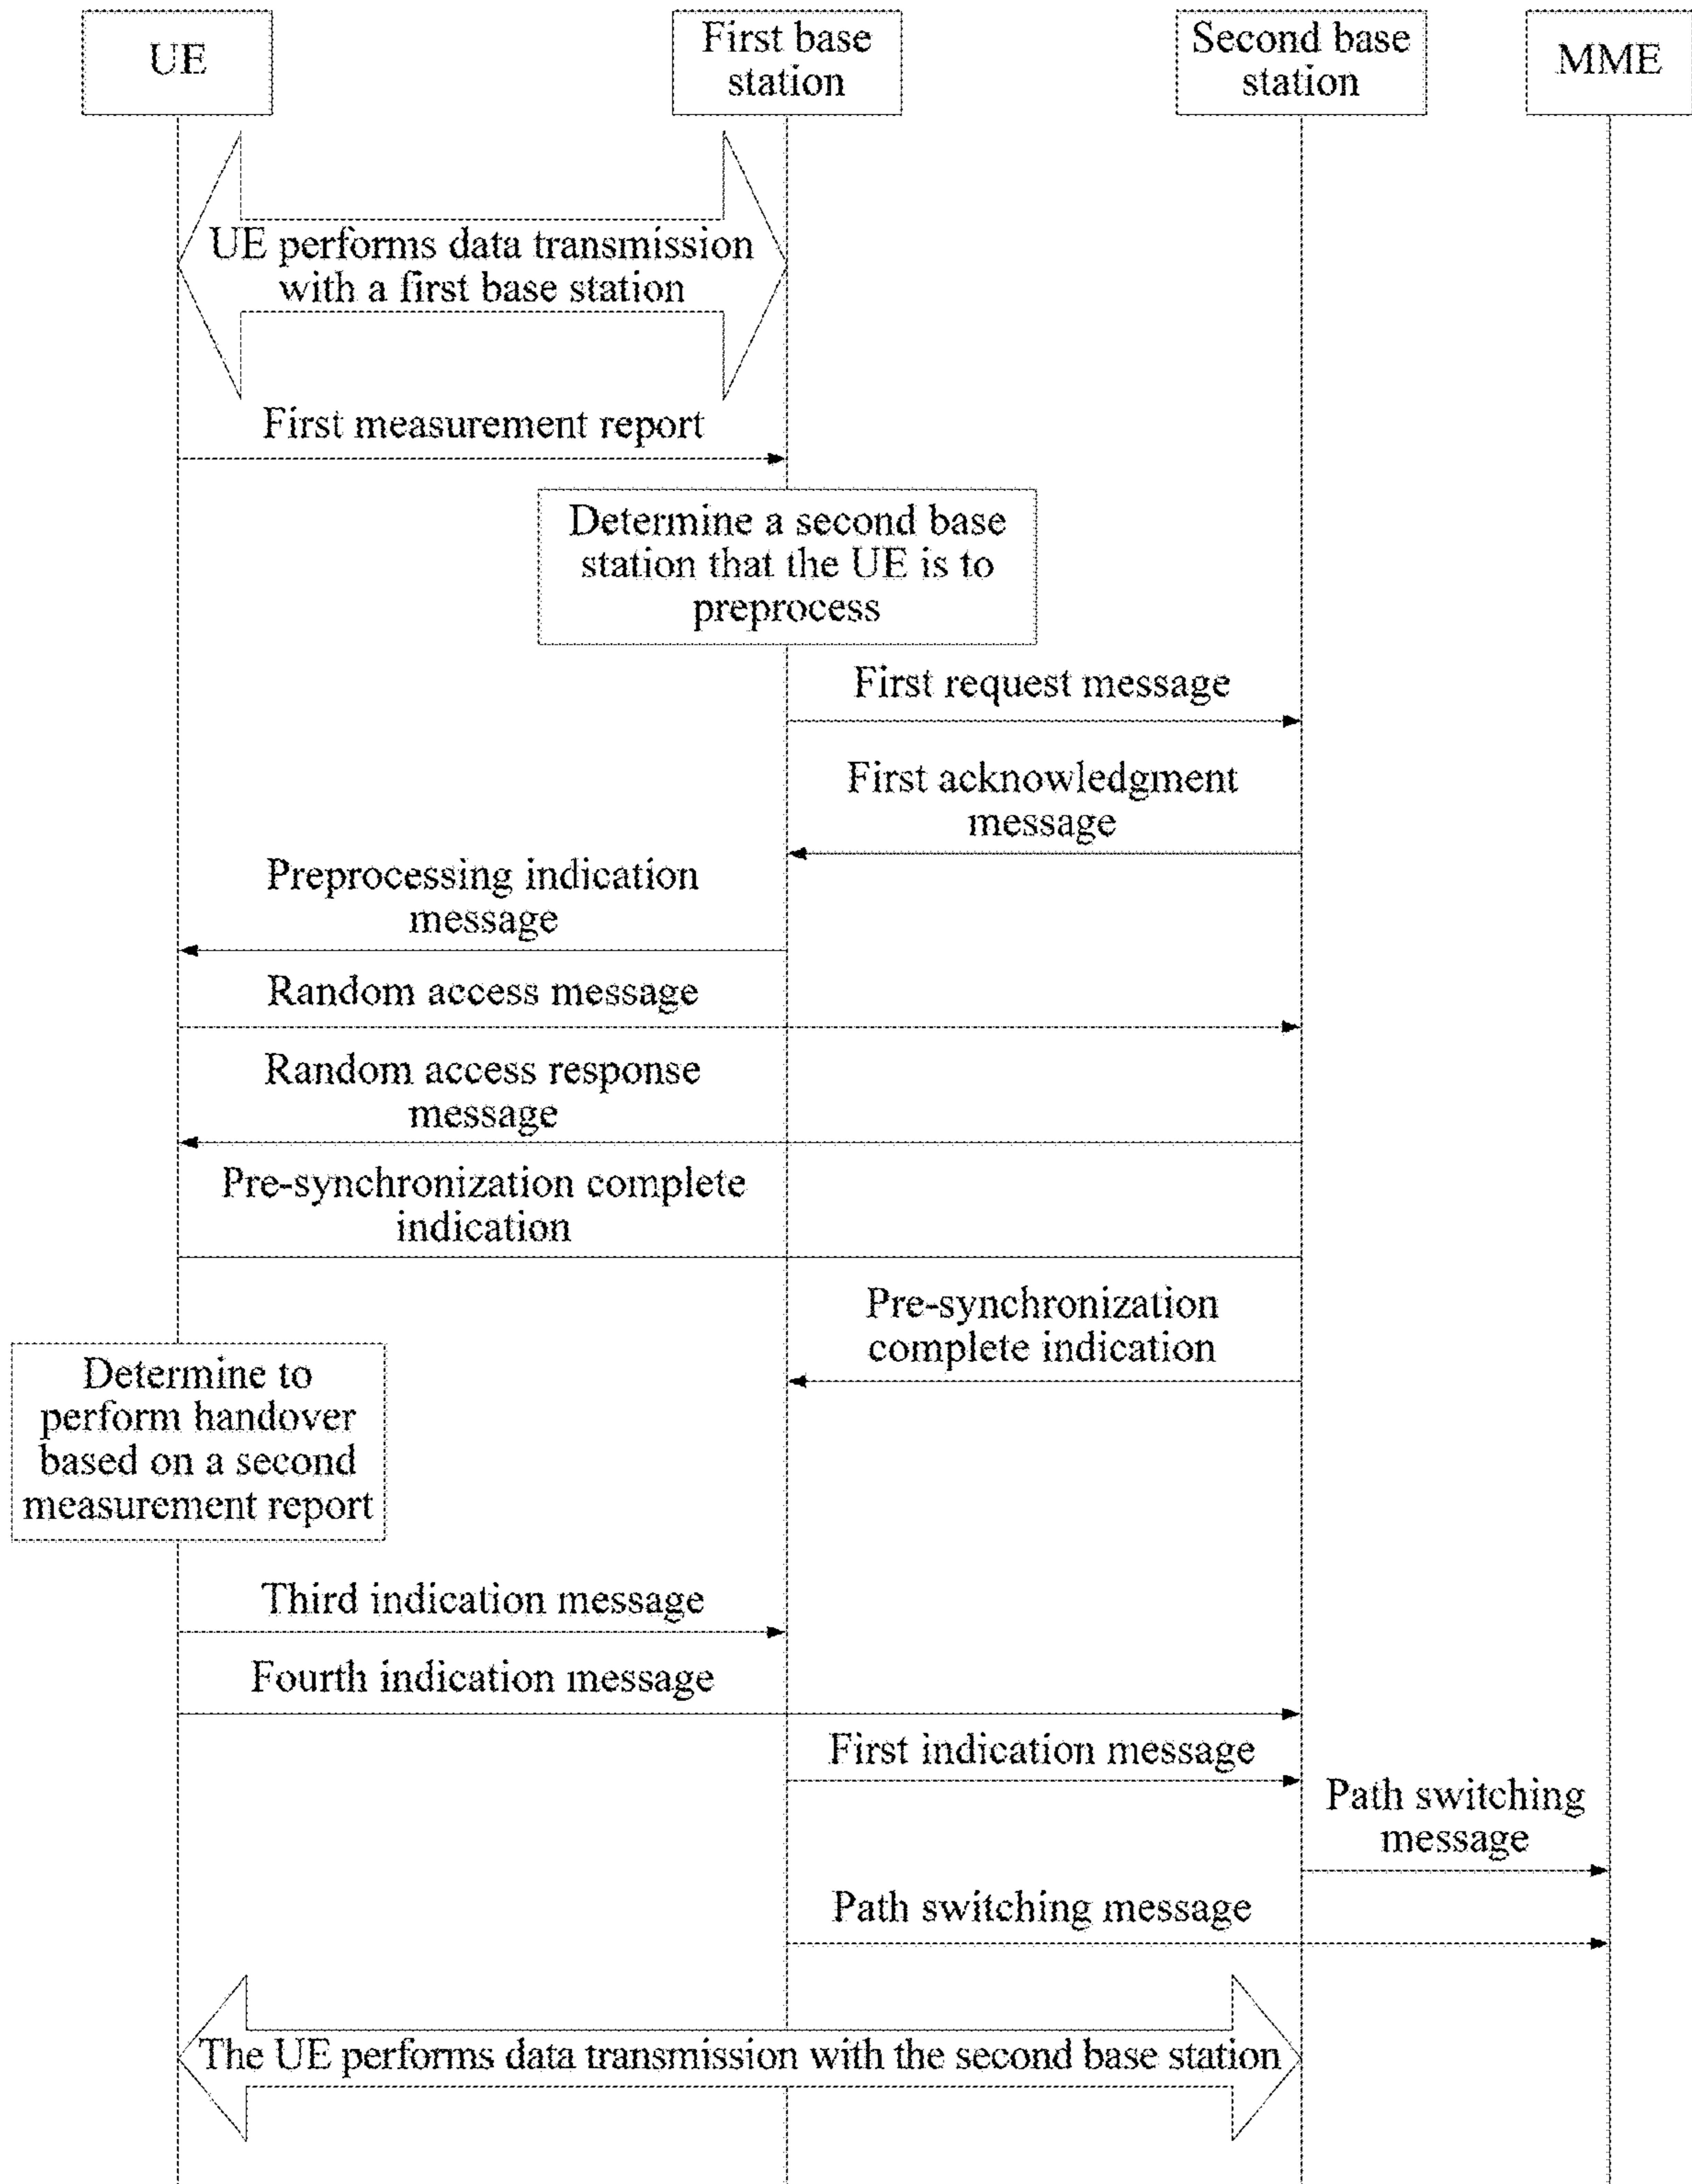 UE
First base
station
Second base
station
MME
UE performs data transmission
with a first base station
First measurement report
Determine a second base
station that the UE is to
preprocess
First request message
First acknowledgment
message
Preprocessing indication
message
Random access message
Random access response
message
Pre-synchronization complete
indication
Pre-synchronization
complete indication
Determine to
perform handover
based on a second
measurement report
Third indication message
Fourth indication message
First indication message
Path switching
message
Path switching message
The UE performs data transmission with the second base station